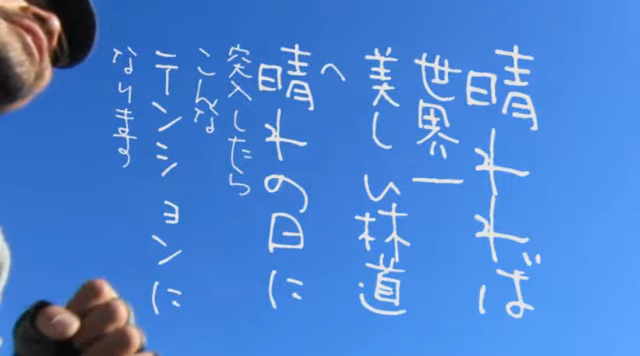 晴れれば
世界一
美しい林道
へ
晴れの日に
突入したら
こんな
テンションに
なります